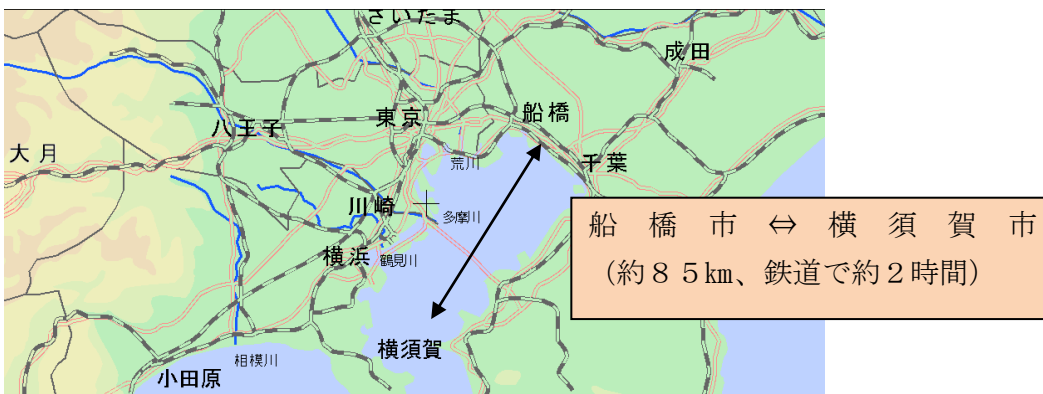 さいたま
成田
船橋
東京
八王子
大月
荒川
千葉
川崎
多摩川
横浜
鶴見川
横須賀
相模川
小田原
船橋市⇔横須賀市
(約８５㎞、鉄道で約２時間)